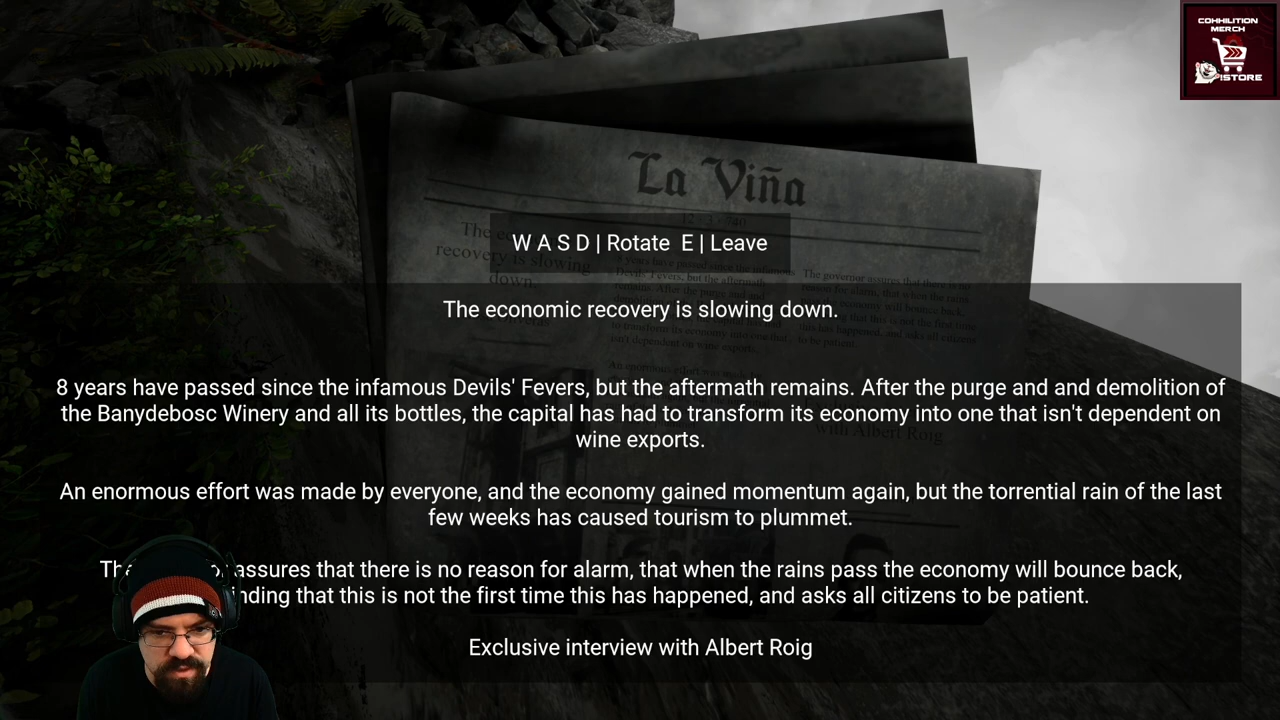 COHHILITION
MERCH
!STORE
La Viña
W A S D | Rotate E | Leave
The economic recovery is slowing down.
8 years have passed since the infamous Devils' Fevers, but the aftermath remains. After the purge and and demolition of
the Banydebosc Winery and all its bottles, the capital has had to transform its economy into one that isn't dependent on
wine exports.
An enormous effort was made by everyone, and the economy gained momentum again, but the torrential rain of the last
few weeks has caused tourism to plummet.
assures that there is no reason for alarm, that when the rains pass the economy will bounce back,
that this is not the first time this has happened, and asks all citizens to be patient.
Exclusive interview with Albert Roig